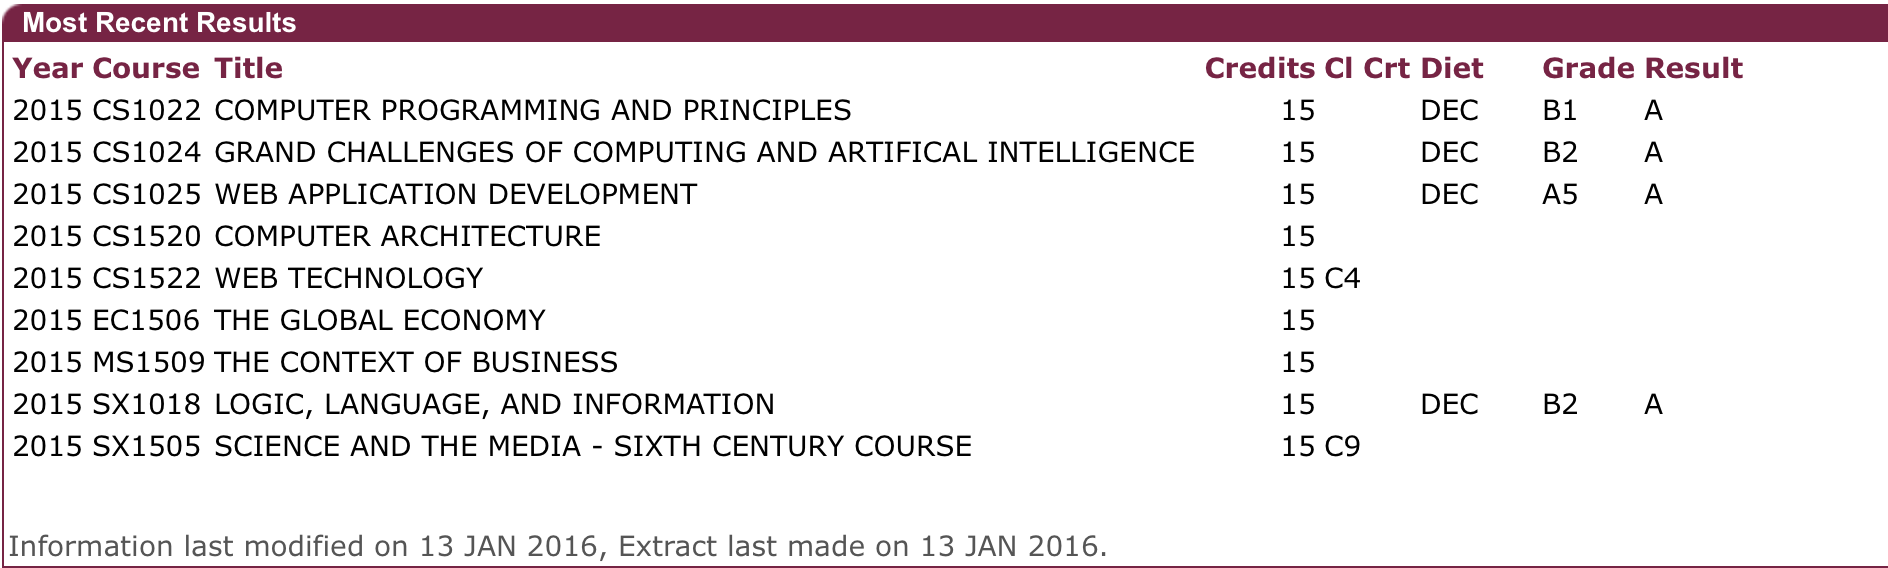 Most Recent Results
Year Course Title Credits Cl Crt Diet Grade Result
2015 CS1022 COMPUTER PROGRAMMING AND PRINCIPLES 15 DEC B1 A
2015 CS1024 GRAND CHALLENGES OF COMPUTING AND ARTIFICAL INTELLIGENCE 15 DEC B2 A
2015 CS1025 WEB APPLICATION DEVELOPMENT 15 DEC A5 A
2015 CS1520 COMPUTER ARCHITECTURE 15
2015 CS1522 WEB TECHNOLOGY 15 C4
2015 EC1506 THE GLOBAL ECONOMY 15
2015 MS1509 THE CONTEXT OF BUSINESS 15
2015 SX1018 LOGIC, LANGUAGE, AND INFORMATION 15 DEC B2 A
2015 SX1505 SCIENCE AND THE MEDIA - SIXTH CENTURY COURSE 15 C9
Information last modified on 13 JAN 2016, Extract last made on 13 JAN 2016.